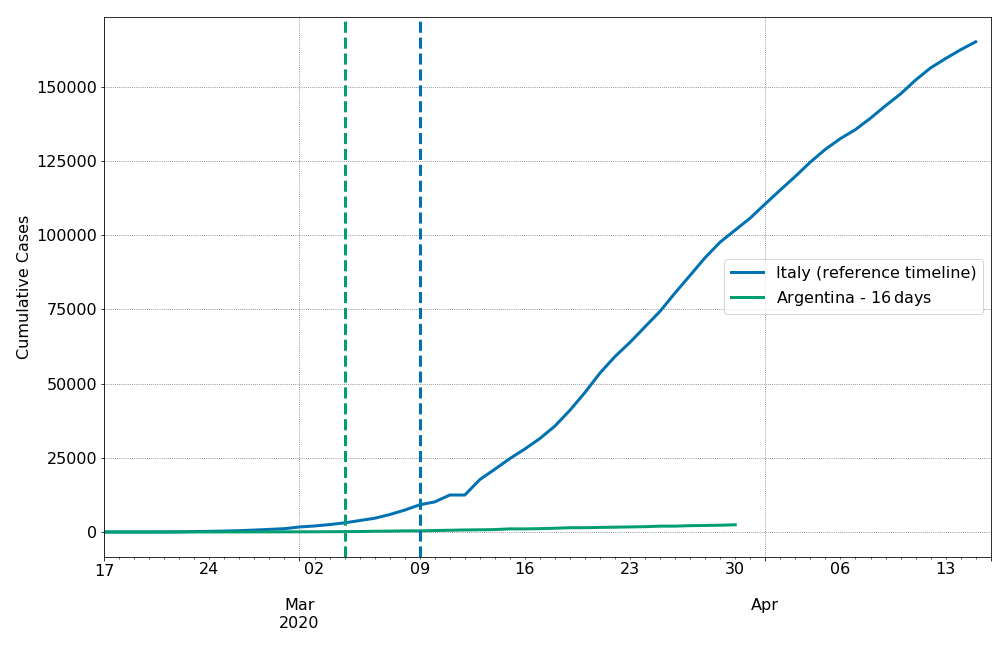 150000
125000
100000
75000
50000
25000
0
Cumulative Cases
Italy (reference timeline)
Argentina - 16 days
17 24 02 09 16 23 30 06 13
Mar Apr
2020